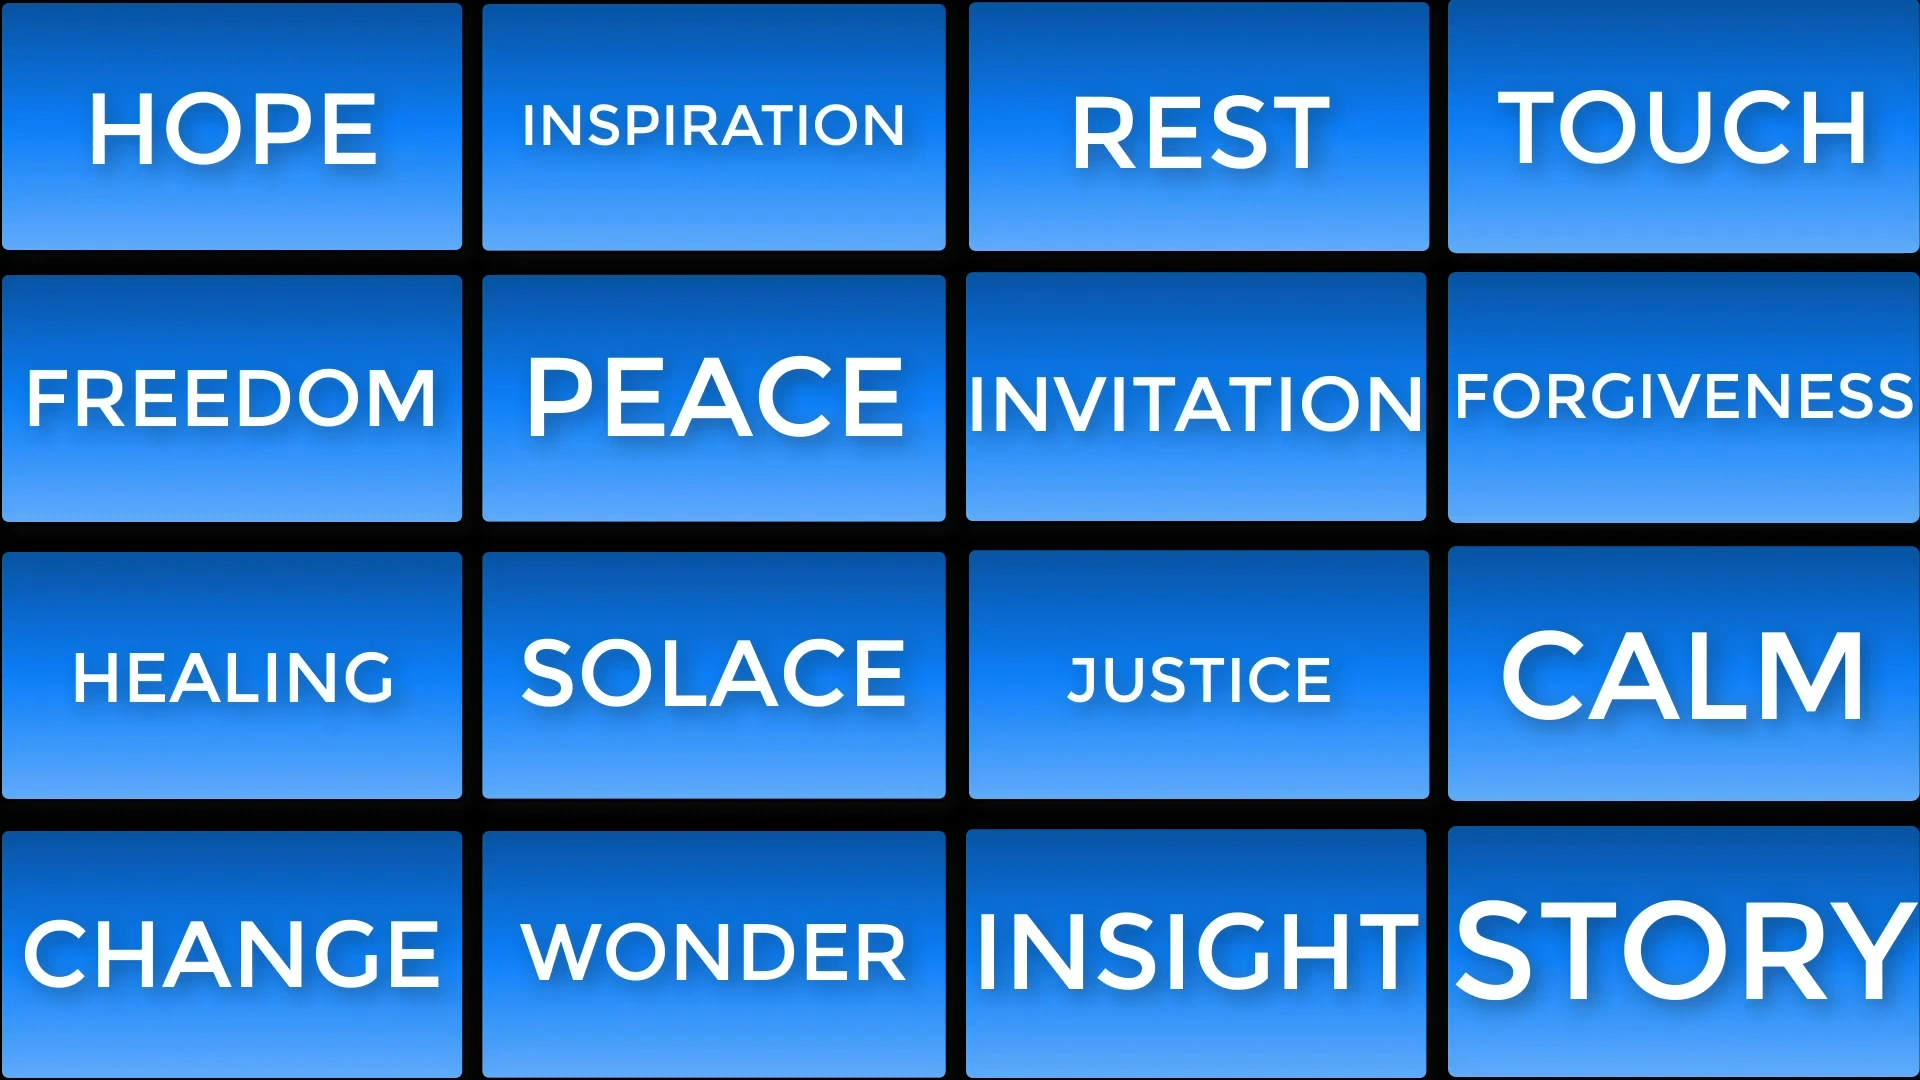 HOPE
INSPIRATION
REST
TOUCH
FREEDOM
PEACE
INVITATION
FORGIVENESS
HEALING
SOLACE
JUSTICE
CALM
CHANGE
WONDER
INSIGHT
STORY